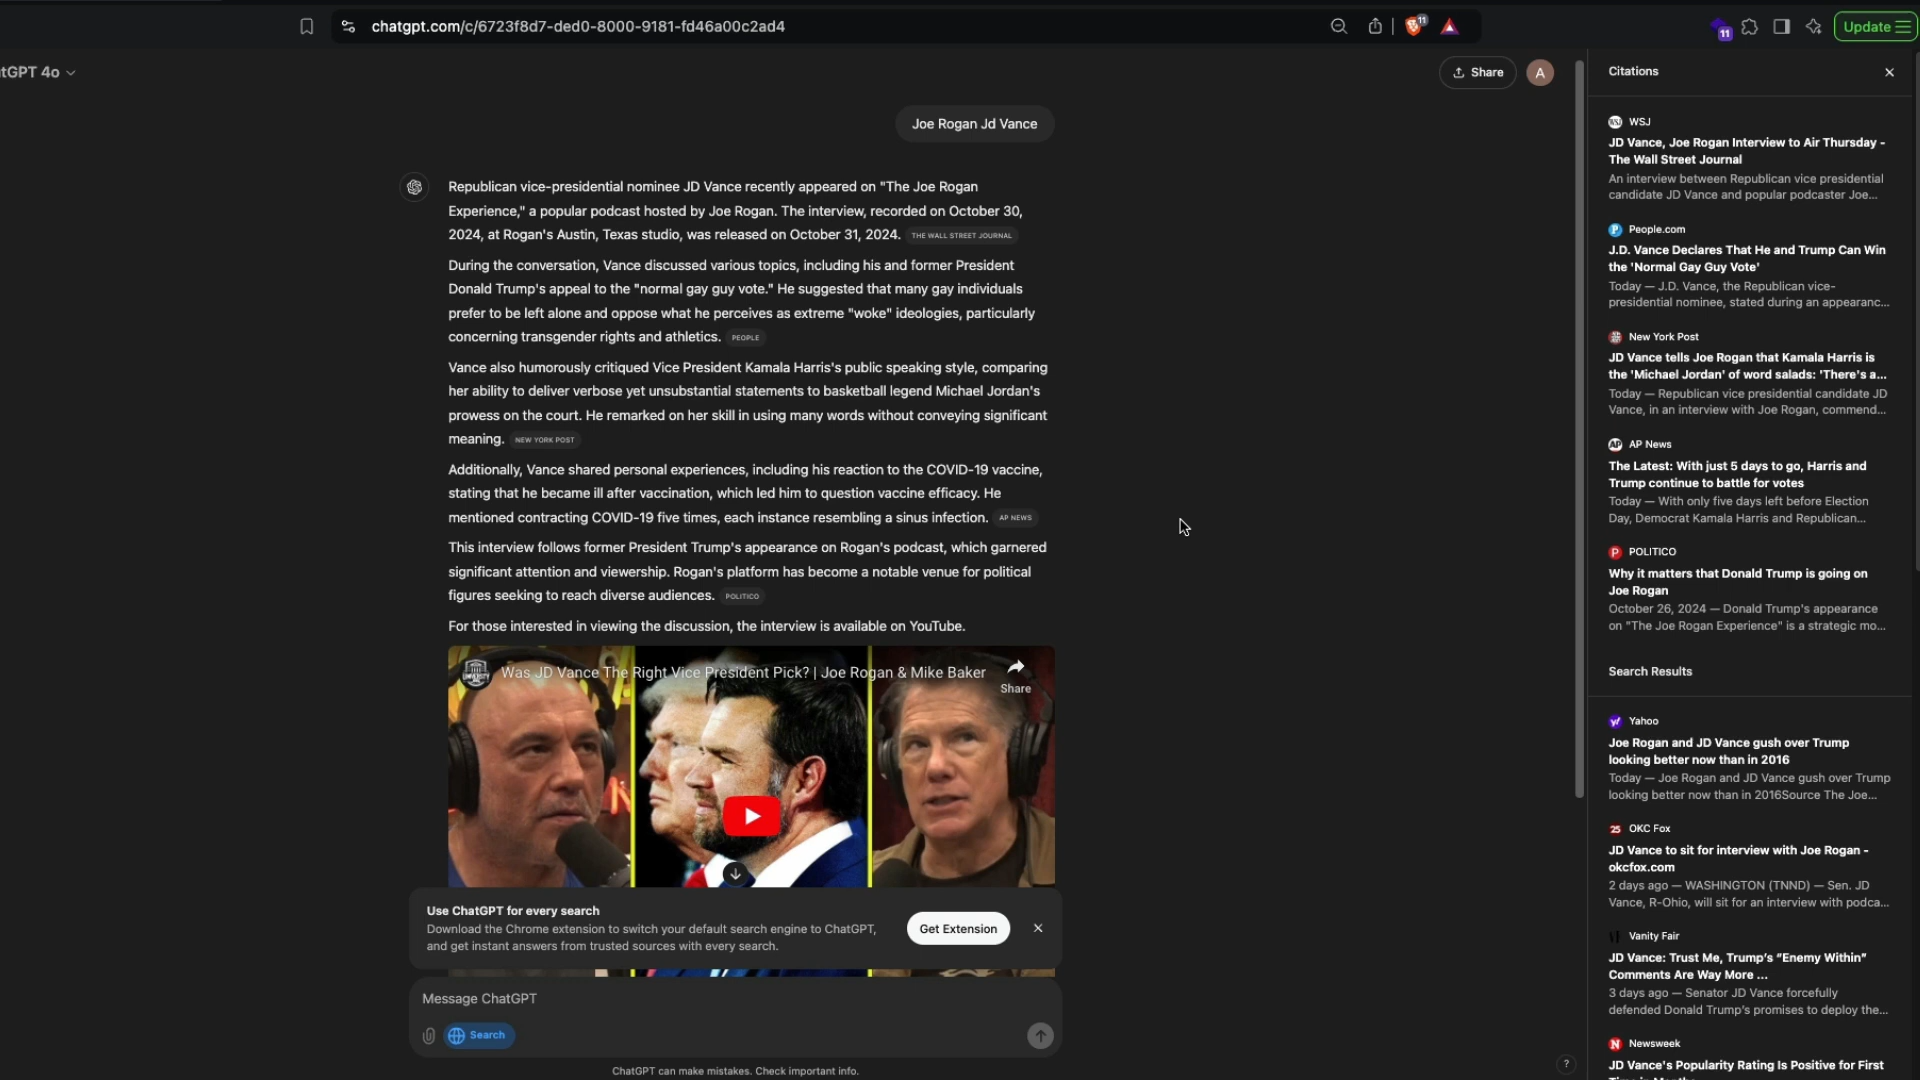 chatgpt.com/c/6723f8d7-ded0-8000-9181-fd46a00c2ad4
11
11
Update
tGPT 4o
Share
A
Joe Rogan Jd Vance
Republican vice-presidential nominee JD Vance recently appeared on "The Joe Rogan
Experience," a popular podcast hosted by Joe Rogan. The interview, recorded on October 30,
2024, at Rogan's Austin, Texas studio, was released on October 31, 2024. THE WALL STREET JOURNAL
During the conversation, Vance discussed various topics, including his and former President
Donald Trump's appeal to the "normal gay guy vote." He suggested that many gay individuals
prefer to be left alone and oppose what he perceives as extreme "woke" ideologies, particularly
concerning transgender rights and athletics. PEOPLE
Vance also humorously critiqued Vice President Kamala Harris's public speaking style, comparing
her ability to deliver verbose yet unsubstantial statements to basketball legend Michael Jordan's
prowess on the court. He remarked on her skill in using many words without conveying significant
meaning. NEW YORK POST
Additionally, Vance shared personal experiences, including his reaction to the COVID-19 vaccine,
stating that he became ill after vaccination, which led him to question vaccine efficacy. He
mentioned contracting COVID-19 five times, each instance resembling a sinus infection. AP NEWS
This interview follows former President Trump's appearance on Rogan's podcast, which garnered
significant attention and viewership. Rogan's platform has become a notable venue for political
figures seeking to reach diverse audiences. POLITICO
For those interested in viewing the discussion, the interview is available on YouTube.
UNIVERSITY
Was JD Vance The Right Vice President Pick? | Joe Rogan & Mike Baker
Share
Use ChatGPT for every search
Download the Chrome extension to switch your default search engine to ChatGPT,
and get instant answers from trusted sources with every search.
Get Extension
Message ChatGPT
Search
ChatGPT can make mistakes. Check important info.
?
Citations
WSJ
WSJ
JD Vance, Joe Rogan Interview to Air Thursday -
The Wall Street Journal
An interview between Republican vice presidential
candidate JD Vance and popular podcaster Joe...
P
People.com
J.D. Vance Declares That He and Trump Can Win
the 'Normal Gay Guy Vote'
Today — J.D. Vance, the Republican vice-
presidential nominee, stated during an appearanc...
New York Post
JD Vance tells Joe Rogan that Kamala Harris is
the 'Michael Jordan' of word salads: 'There's a...
Today — Republican vice presidential candidate JD
Vance, in an interview with Joe Rogan, commend...
AP
AP News
The Latest: With just 5 days to go, Harris and
Trump continue to battle for votes
Today — With only five days left before Election
Day, Democrat Kamala Harris and Republican...
P
POLITICO
Why it matters that Donald Trump is going on
Joe Rogan
October 26, 2024 — Donald Trump's appearance
on "The Joe Rogan Experience" is a strategic mo...
Search Results
y!
Yahoo
Joe Rogan and JD Vance gush over Trump
looking better now than in 2016
Today — Joe Rogan and JD Vance gush over Trump
looking better now than in 2016Source The Joe...
25
OKC Fox
JD Vance to sit for interview with Joe Rogan -
okcfox.com
2 days ago — WASHINGTON (TNND) — Sen. JD
Vance, R-Ohio, will sit for an interview with podca...
Vanity Fair
JD Vance: Trust Me, Trump's “Enemy Within”
Comments Are Way More ...
3 days ago — Senator JD Vance forcefully
defended Donald Trump's promises to deploy the...
N
Newsweek
JD Vance's Popularity Rating Is Positive for First